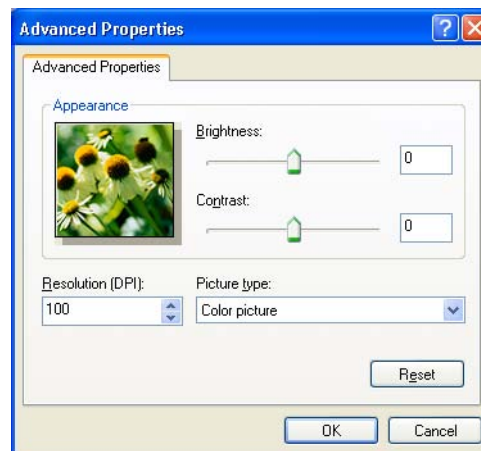 Advanced Properties
Advanced Properties
Appearance
Brightness:
0
Contrast:
0
Resolution (DPI):
Picture type:
100
Color picture
Reset
OK
Cancel